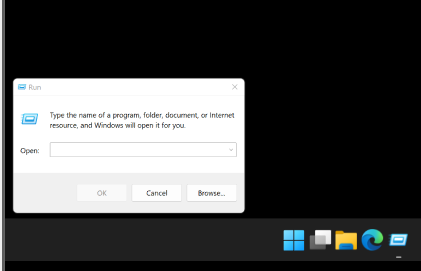 Run
Type the name of a program, folder, document, or Internet
resource, and Windows will open it for you.
Open:
OK Cancel Browse...